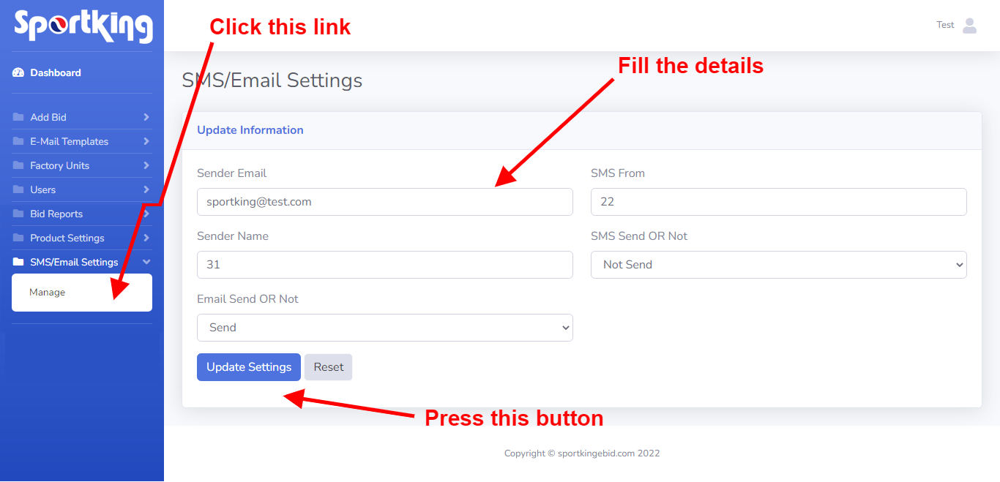 Sportking
Click this link
Test
Dashboard
Fill the details
SMS/Email Settings
Add Bid
E-Mail Templates
Factory Units
Users
Bid Reports
Product Settings
SMS/Email Settings
Manage
Update Information
Sender Email
SMS From
sportking@test.com
22
Sender Name
SMS Send OR Not
31
Not Send
Email Send OR Not
Send
Update Settings
Reset
Press this button
Copyright © sportkingebid.com 2022